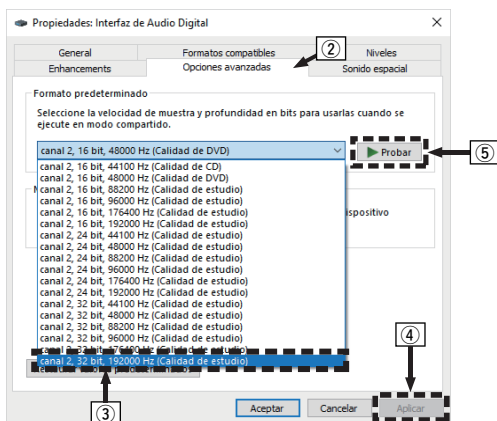 Propiedades: Interfaz de Audio Digital
General Formatos compatibles ② Niveles
Enhancements Opciones avanzadas Sonido espacial
Formato predeterminado
Seleccione la velocidad de muestra y profundidad en bits para usarlas cuando se
ejecute en modo compartido.
canal 2, 16 bit, 48000 Hz (Calidad de DVD) Probar ⑤
canal 2, 16 bit, 44100 Hz (Calidad de CD)
canal 2, 16 bit, 48000 Hz (Calidad de DVD)
canal 2, 16 bit, 88200 Hz (Calidad de estudio)
canal 2, 16 bit, 96000 Hz (Calidad de estudio)
canal 2, 16 bit, 176400 Hz (Calidad de estudio)
canal 2, 16 bit, 192000 Hz (Calidad de estudio)
canal 2, 24 bit, 44100 Hz (Calidad de estudio)
canal 2, 24 bit, 48000 Hz (Calidad de estudio)
canal 2, 24 bit, 88200 Hz (Calidad de estudio)
canal 2, 24 bit, 96000 Hz (Calidad de estudio)
canal 2, 24 bit, 176400 Hz (Calidad de estudio)
canal 2, 24 bit, 192000 Hz (Calidad de estudio)
canal 2, 32 bit, 44100 Hz (Calidad de estudio)
canal 2, 32 bit, 48000 Hz (Calidad de estudio)
canal 2, 32 bit, 88200 Hz (Calidad de estudio)
canal 2, 32 bit, 96000 Hz (Calidad de estudio)
canal 2, 32 bit, 176400 Hz (Calidad de estudio)
canal 2, 32 bit, 192000 Hz (Calidad de estudio)
④
③
Aceptar Cancelar Aplicar